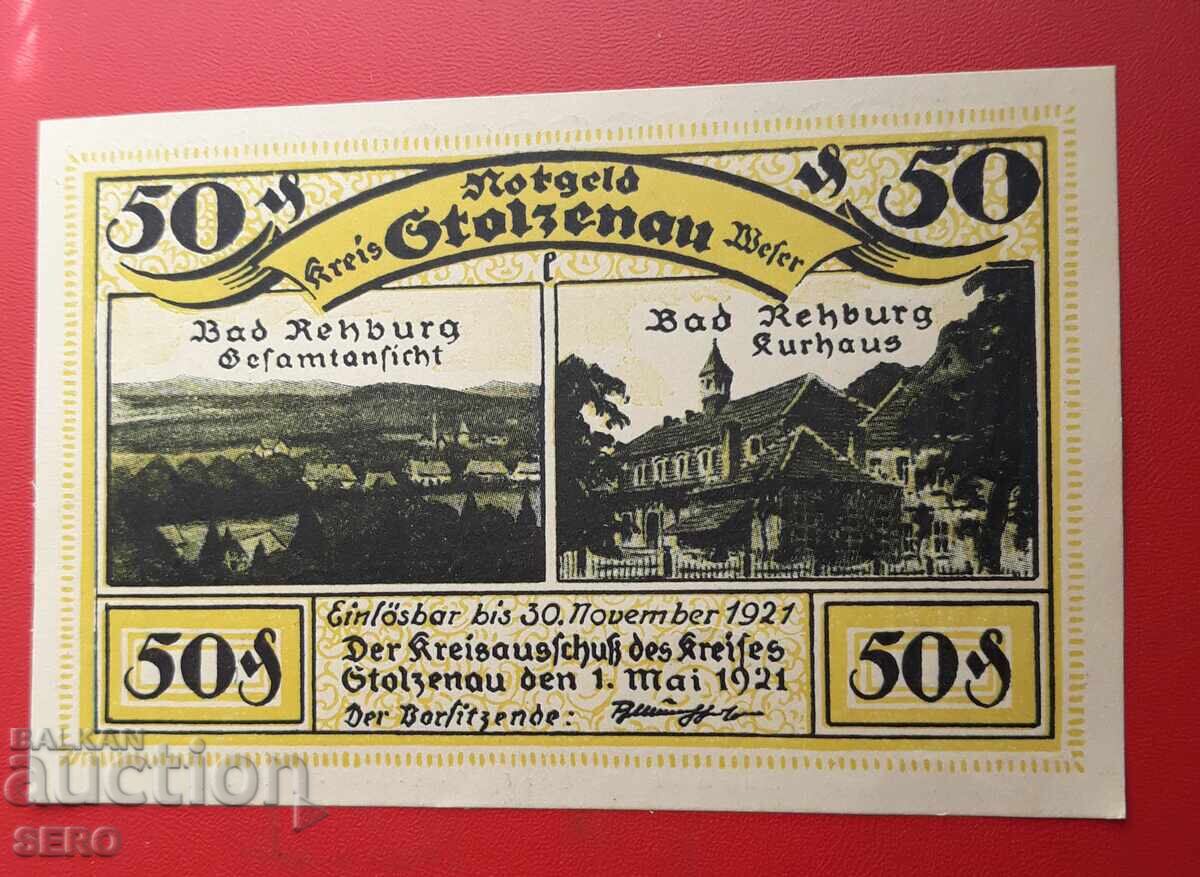 50 ₰
Notgeld
₰ 50
Kreis Stolzenau Weser
Bad Rehburg
Gesamtansicht
Bad Rehburg
Kurhaus
50 ₰
Einlösbar bis 30. November 1921
Der Kreisausschuß des Kreises
Stolzenau den 1. Mai 1921
Der Vorsitzende:
50 ₰
BALKAN
auction
SERO